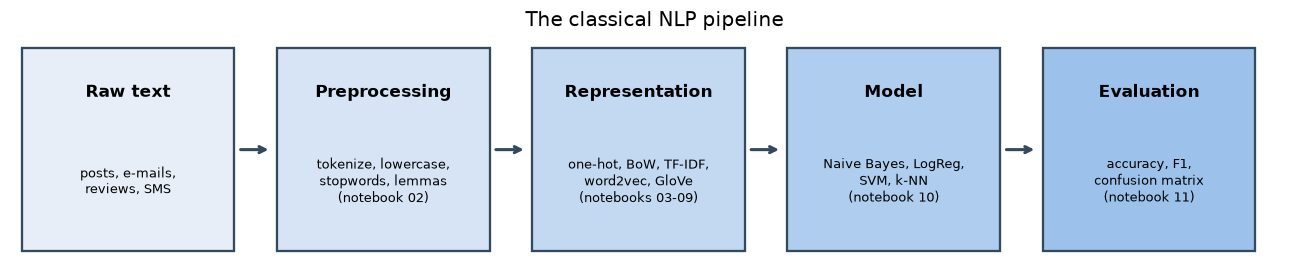 The classical NLP pipeline
Raw text
posts, e-mails,
reviews, SMS
Preprocessing
tokenize, lowercase,
stopwords, lemmas
(notebook 02)
Representation
one-hot, BoW, TF-IDF,
word2vec, GloVe
(notebooks 03-09)
Model
Naive Bayes, LogReg,
SVM, k-NN
(notebook 10)
Evaluation
accuracy, F1,
confusion matrix
(notebook 11)